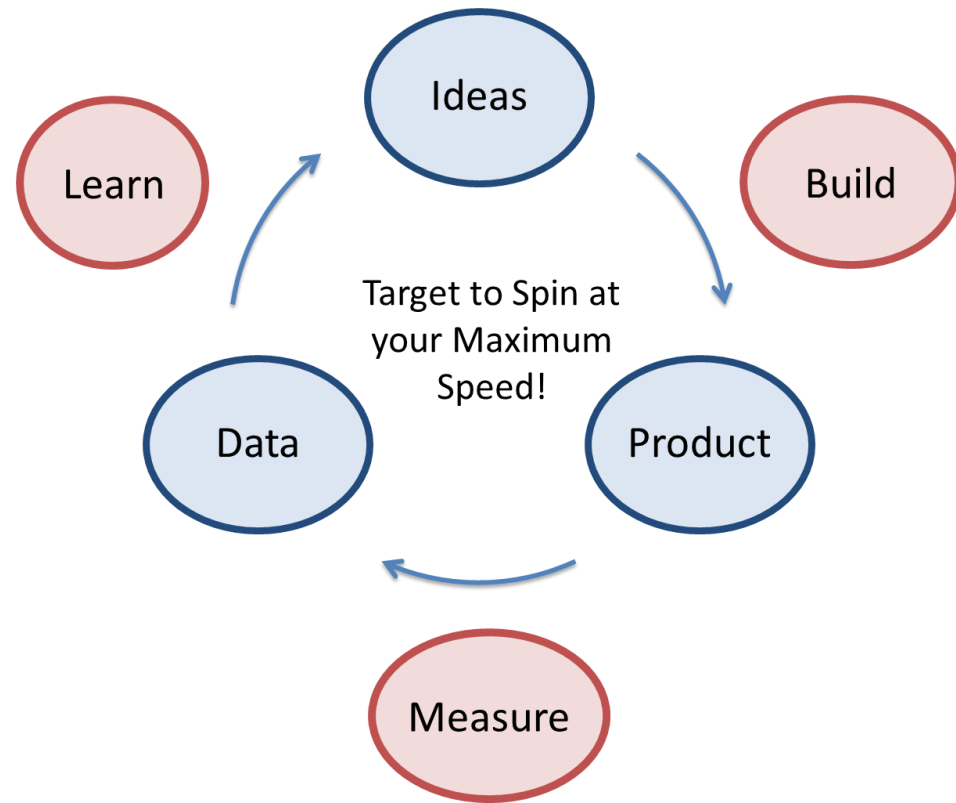 Ideas
Learn
Build
Target to Spin at
your Maximum
Speed!
Data
Product
Measure